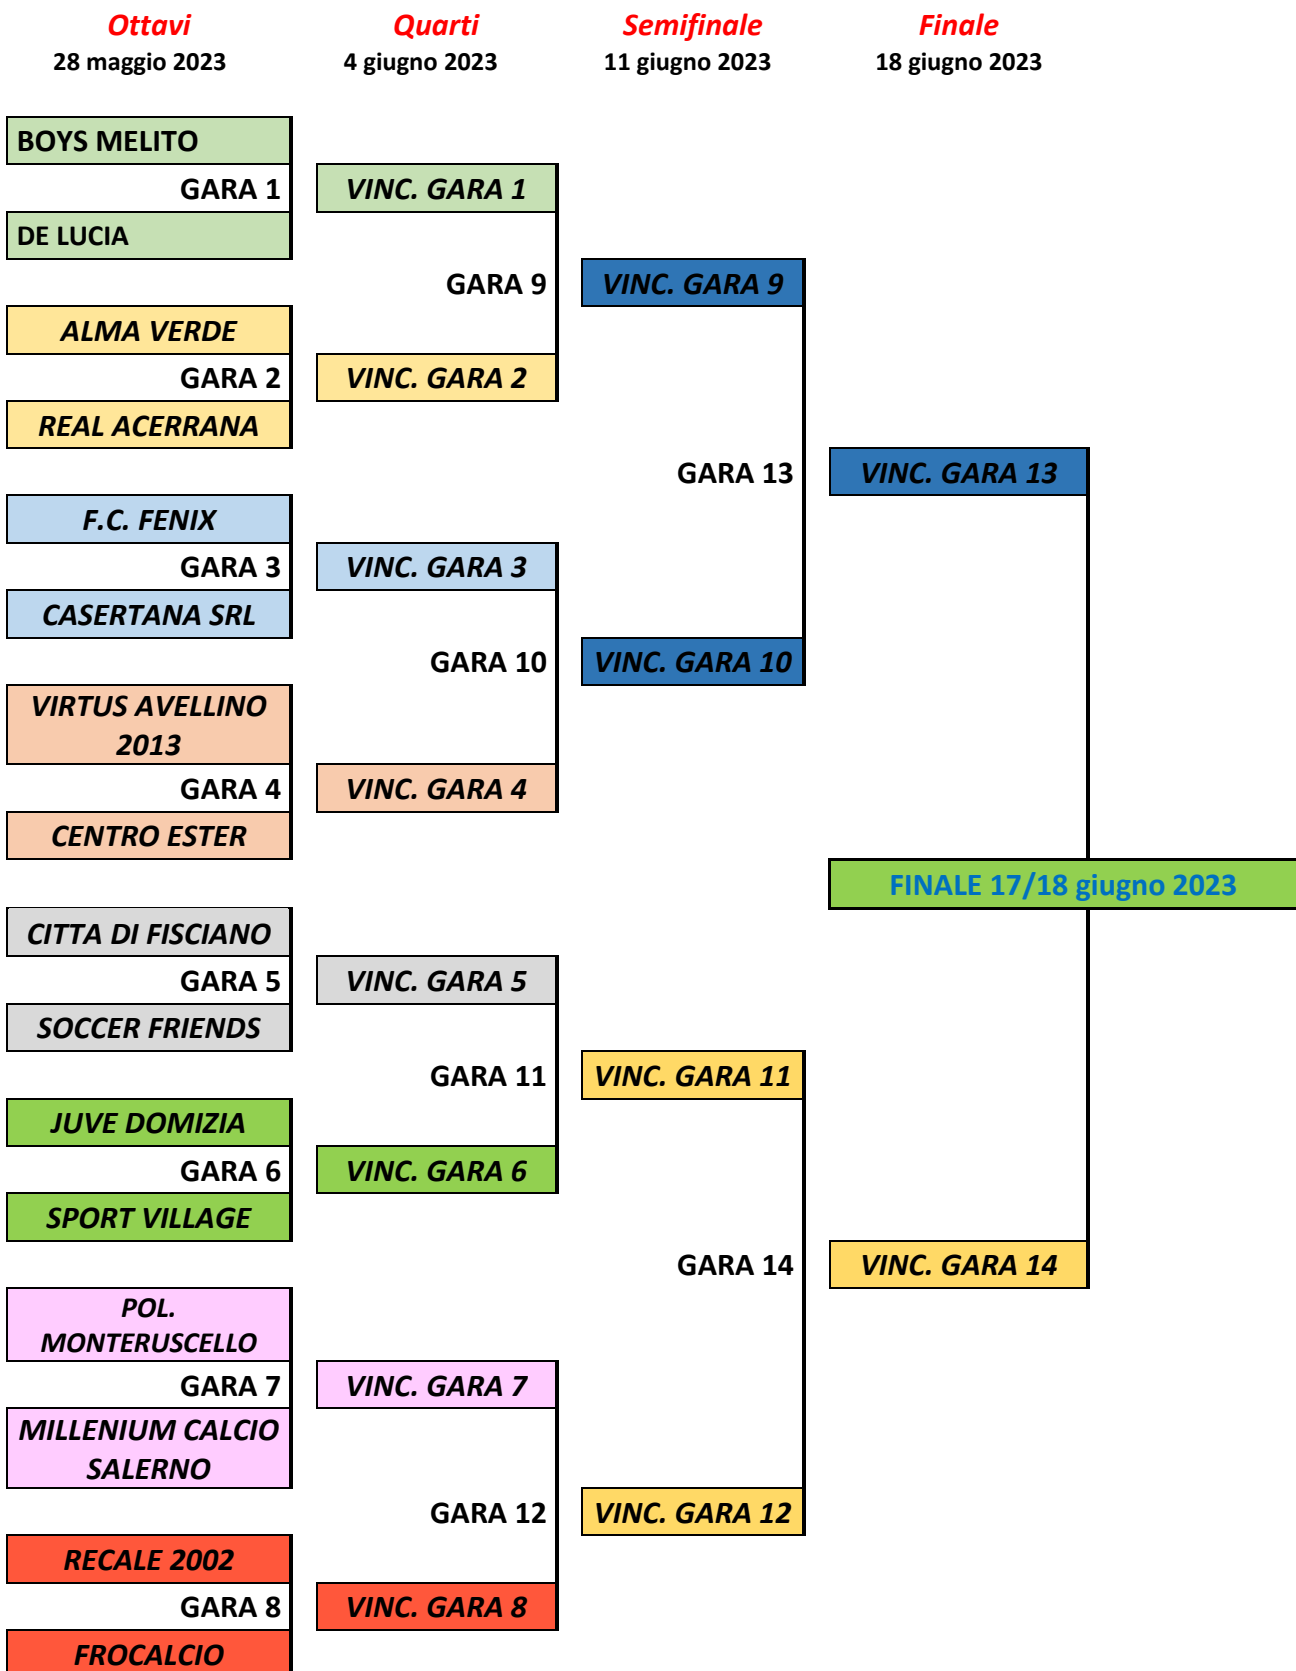 Ottavi Quarti Semifinale Finale
28 maggio 2023 4 giugno 2023 11 giugno 2023 18 giugno 2023
BOYS MELITO
GARA 1 VINC. GARA 1
DE LUCIA
GARA 9 VINC. GARA 9
ALMA VERDE
GARA 2 VINC. GARA 2
REAL ACERRANA
GARA 13 VINC. GARA 13
F.C. FENIX
GARA 3 VINC. GARA 3
CASERTANA SRL
GARA 10 VINC. GARA 10
VIRTUS AVELLINO
2013
GARA 4 VINC. GARA 4
CENTRO ESTER
FINALE 17/18 giugno 2023
CITTA DI FISCIANO
GARA 5 VINC. GARA 5
SOCCER FRIENDS
GARA 11 VINC. GARA 11
JUVE DOMIZIA
GARA 6 VINC. GARA 6
SPORT VILLAGE
GARA 14 VINC. GARA 14
POL.
MONTERUSCELLO
GARA 7 VINC. GARA 7
MILLENIUM CALCIO
SALERNO
GARA 12 VINC. GARA 12
RECALE 2002
GARA 8 VINC. GARA 8
FROCALCIO